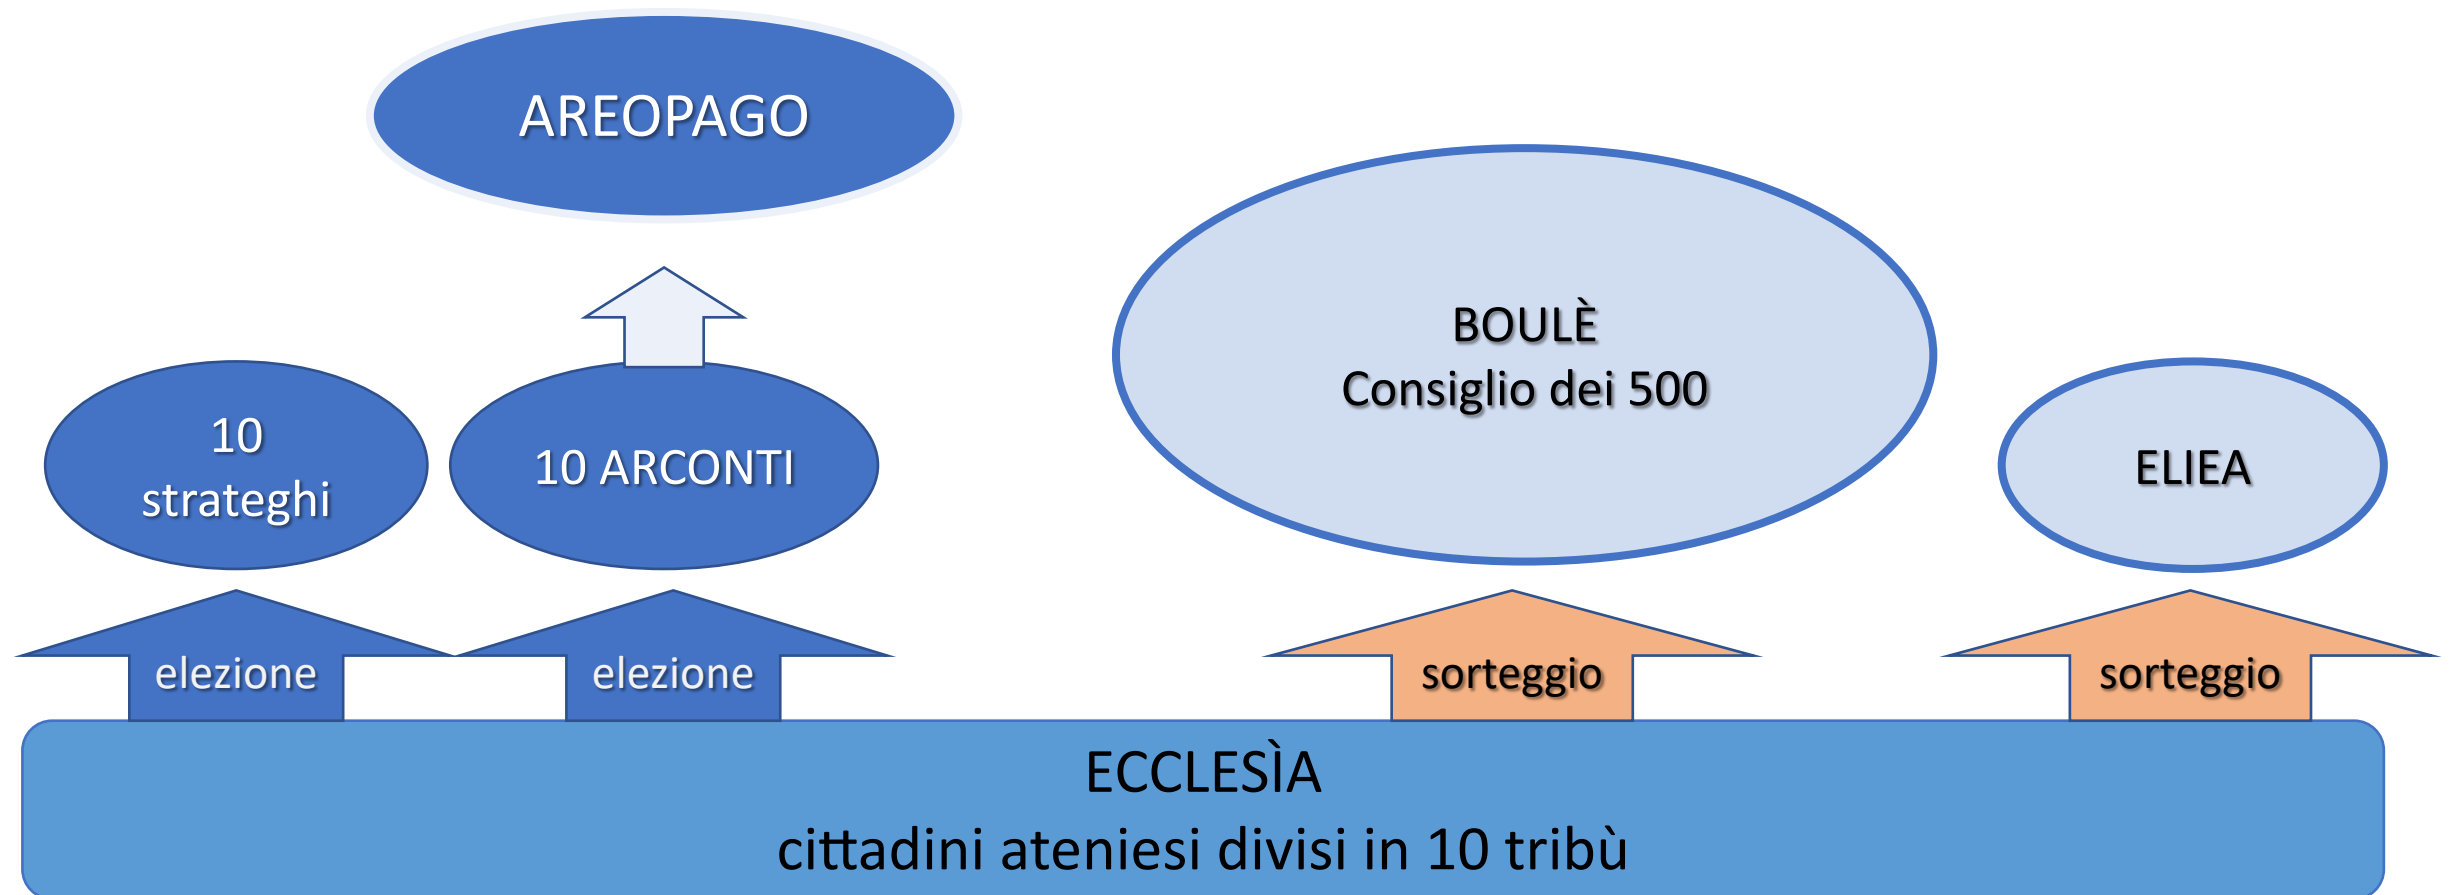 AREOPAGO
10
strateghi
10 ARCONTI
BOULÈ
Consiglio dei 500
ELIEA
elezione
elezione
sorteggio
sorteggio
ECCLESÌA
cittadini ateniesi divisi in 10 tribù